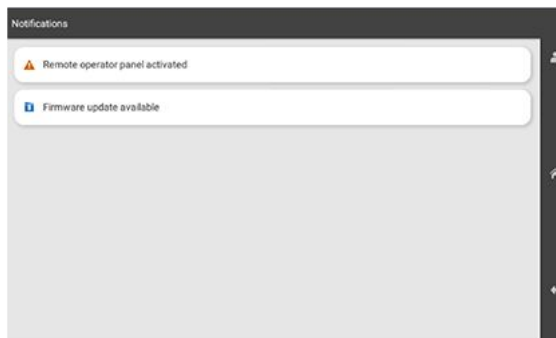 Notifications
Remote operator panel activated
Firmware update available